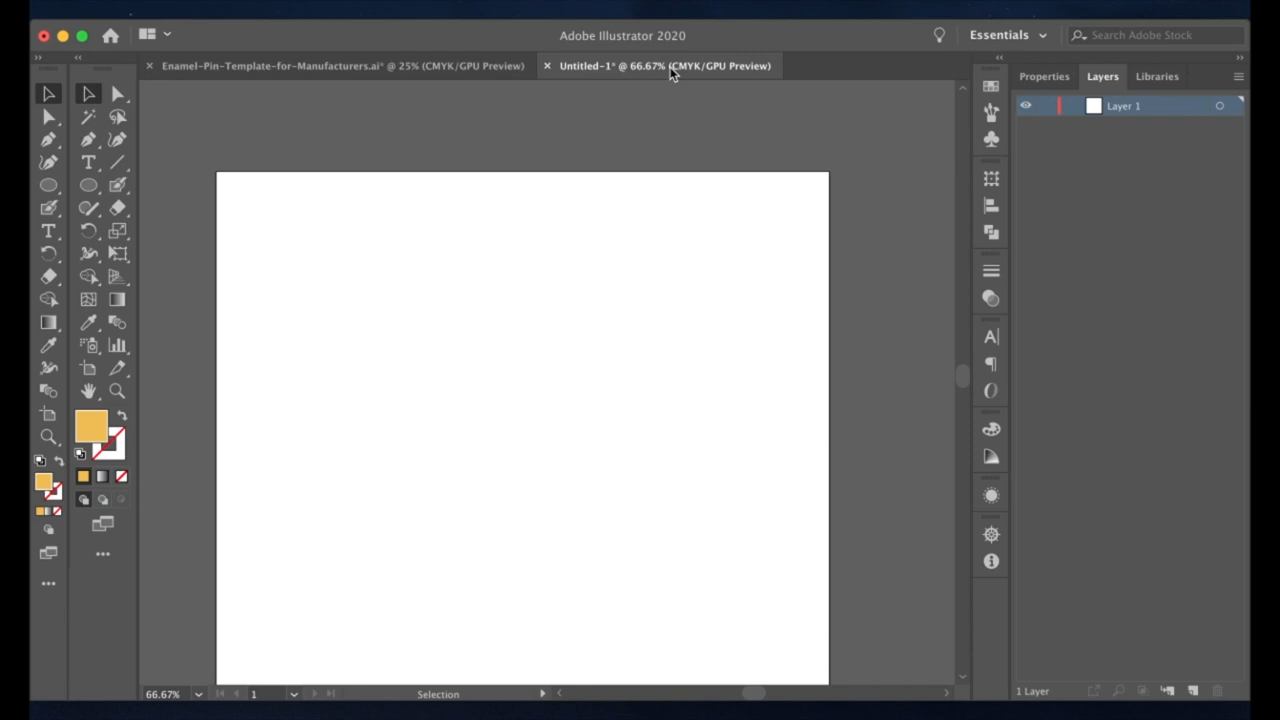 Adobe Illustrator 2020
Essentials
Search Adobe Stock
Enamel-Pin-Template-for-Manufacturers.ai* @ 25% (CMYK/GPU Preview)
Untitled-1* @ 66.67% (CMYK/GPU Preview)
Properties
Layers
Libraries
Layer 1
66.67%
1
Selection
1 Layer